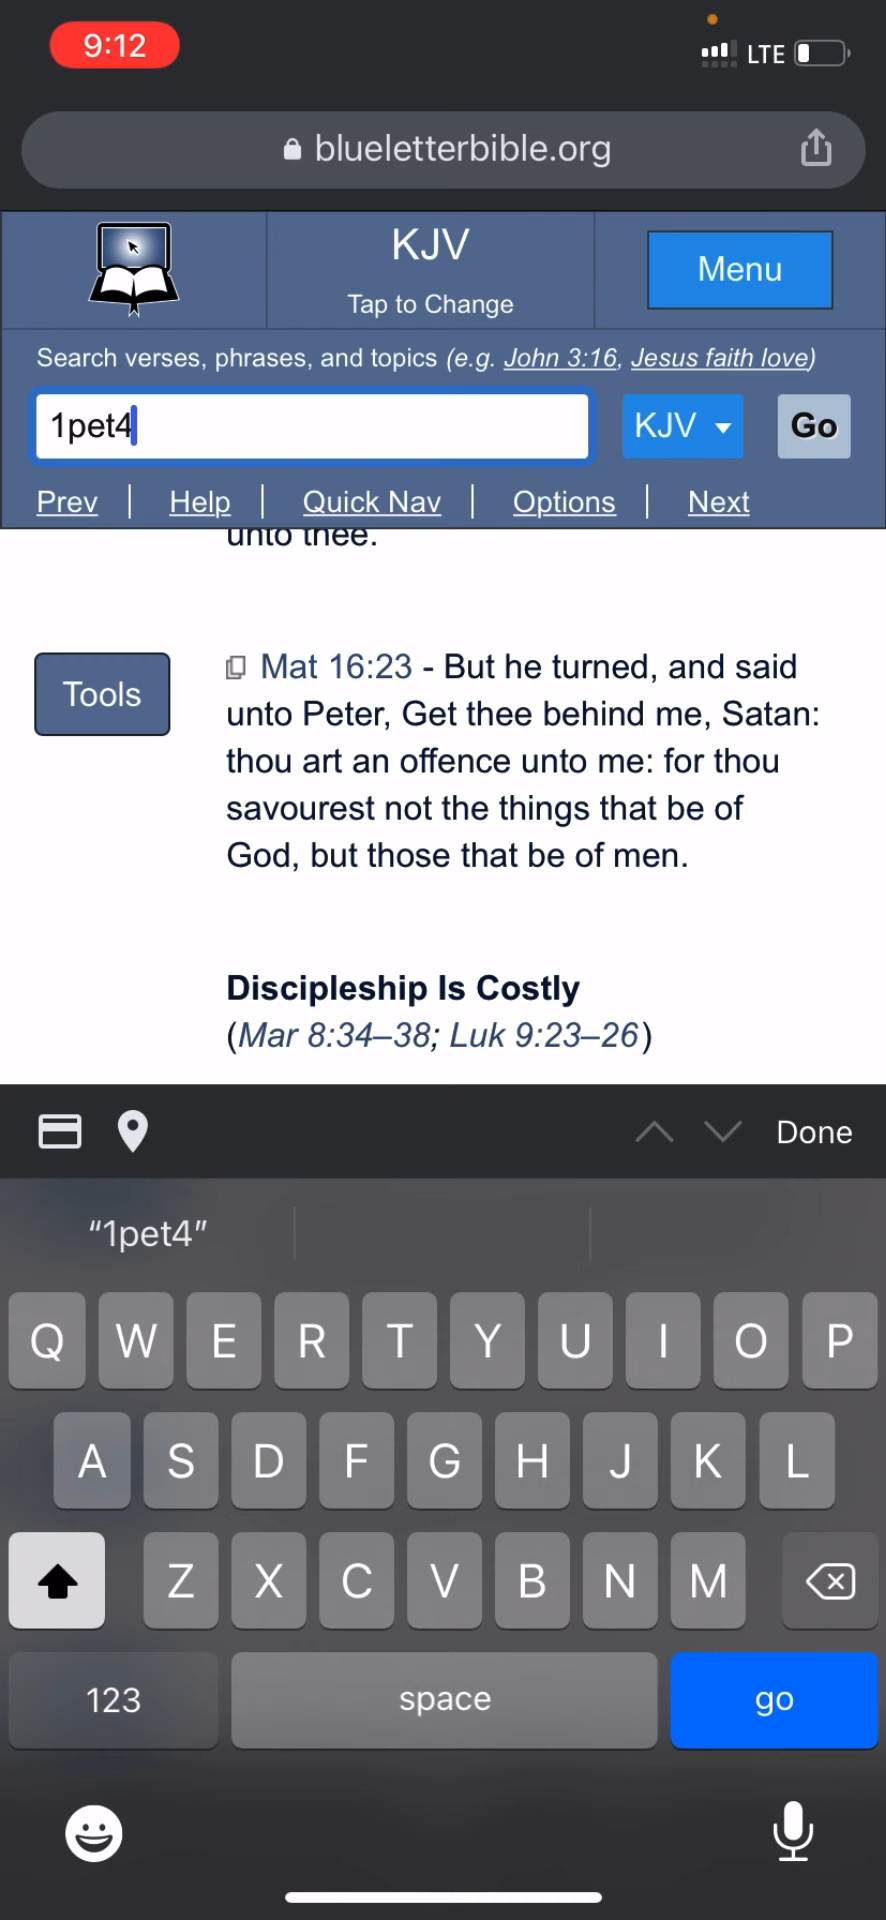 9:12
LTE
blueletterbible.org
KJV
Tap to Change
Menu
Search verses, phrases, and topics (e.g. John 3:16, Jesus faith love)
1pet4
KJV
Go
Prev | Help | Quick Nav | Options | Next
unto thee.
Tools
Mat 16:23 - But he turned, and said
unto Peter, Get thee behind me, Satan:
thou art an offence unto me: for thou
savourest not the things that be of
God, but those that be of men.
Discipleship Is Costly
(Mar 8:34–38; Luk 9:23–26)
Done
“1pet4”
Q W E R T Y U I O P
A S D F G H J K L
Z X C V B N M
123 space go